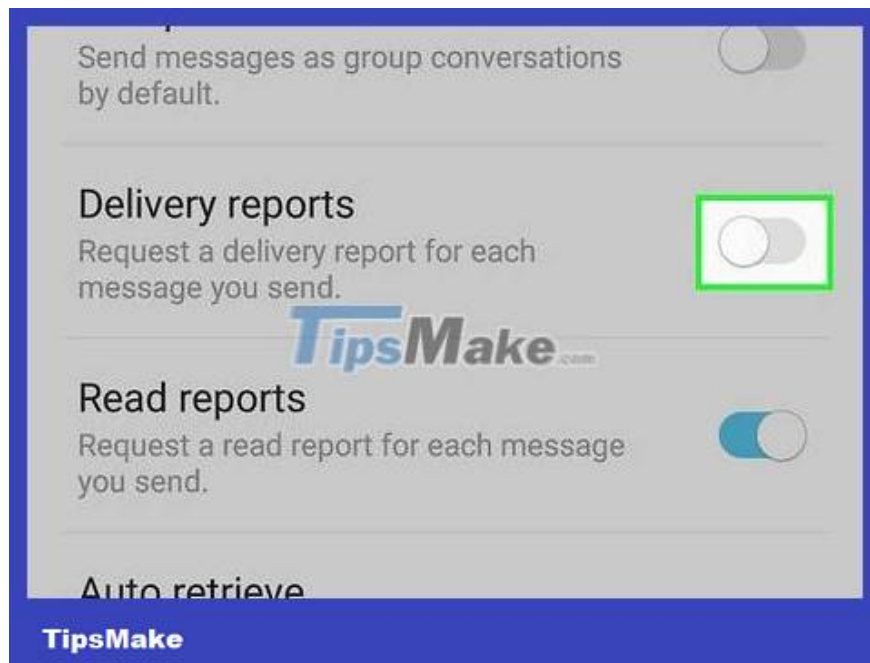 Send messages as group conversations
by default.
Delivery reports
Request a delivery report for each
message you send.
TipsMake.com
Read reports
Request a read report for each message
you send.
Auto retrieve
TipsMake